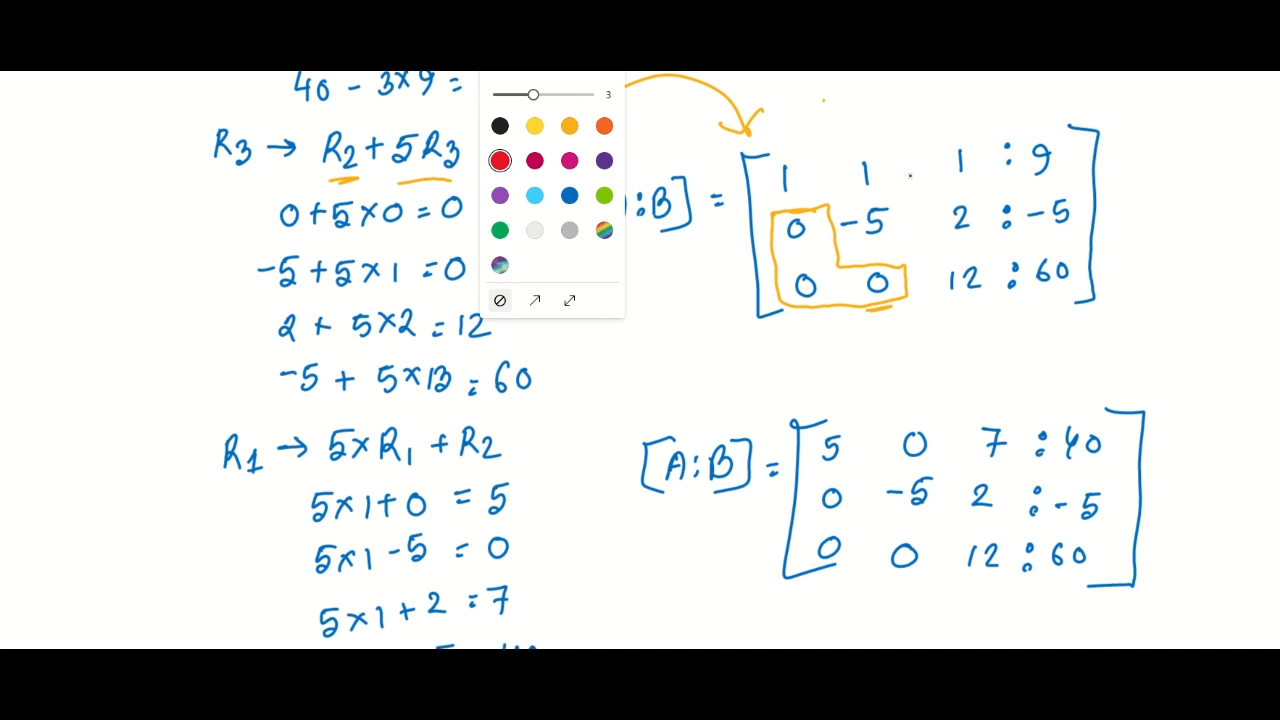 40 - 3×9 =
R3 → R2 + 5R3
0 + 5×0 = 0
-5 + 5×1 = 0
2 + 5×2 = 12
-5 + 5×13 = 60
R1 → 5×R1 + R2
5×1+0 = 5
5×1-5 = 0
5×1+2 = 7
3
:B] =
1 1 1 : 9
0 -5 2 : -5
0 0 12 : 60
[A:B] =
5 0 7 : 40
0 -5 2 : -5
0 0 12 : 60